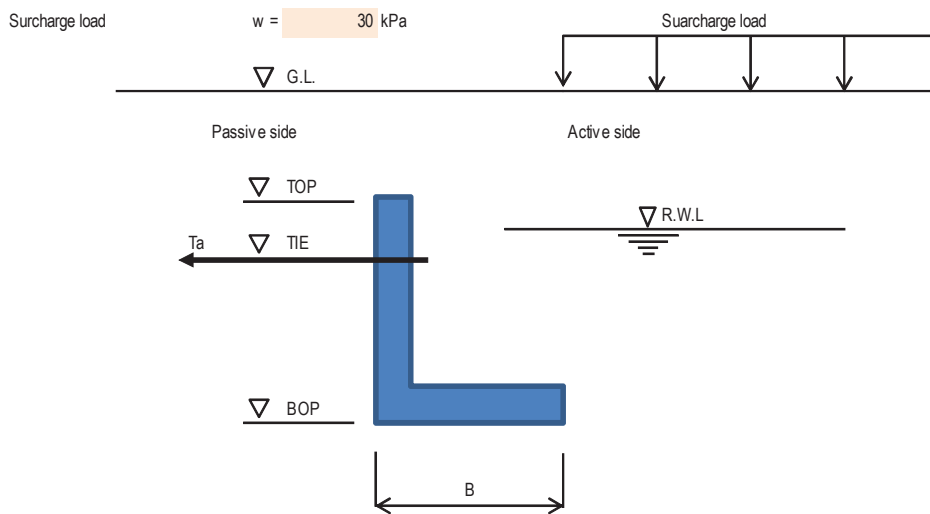 Surcharge load w = 30 kPa Suarcharge load
G.L.
Passive side Active side
TOP
R.W.L
Ta TIE
BOP
B